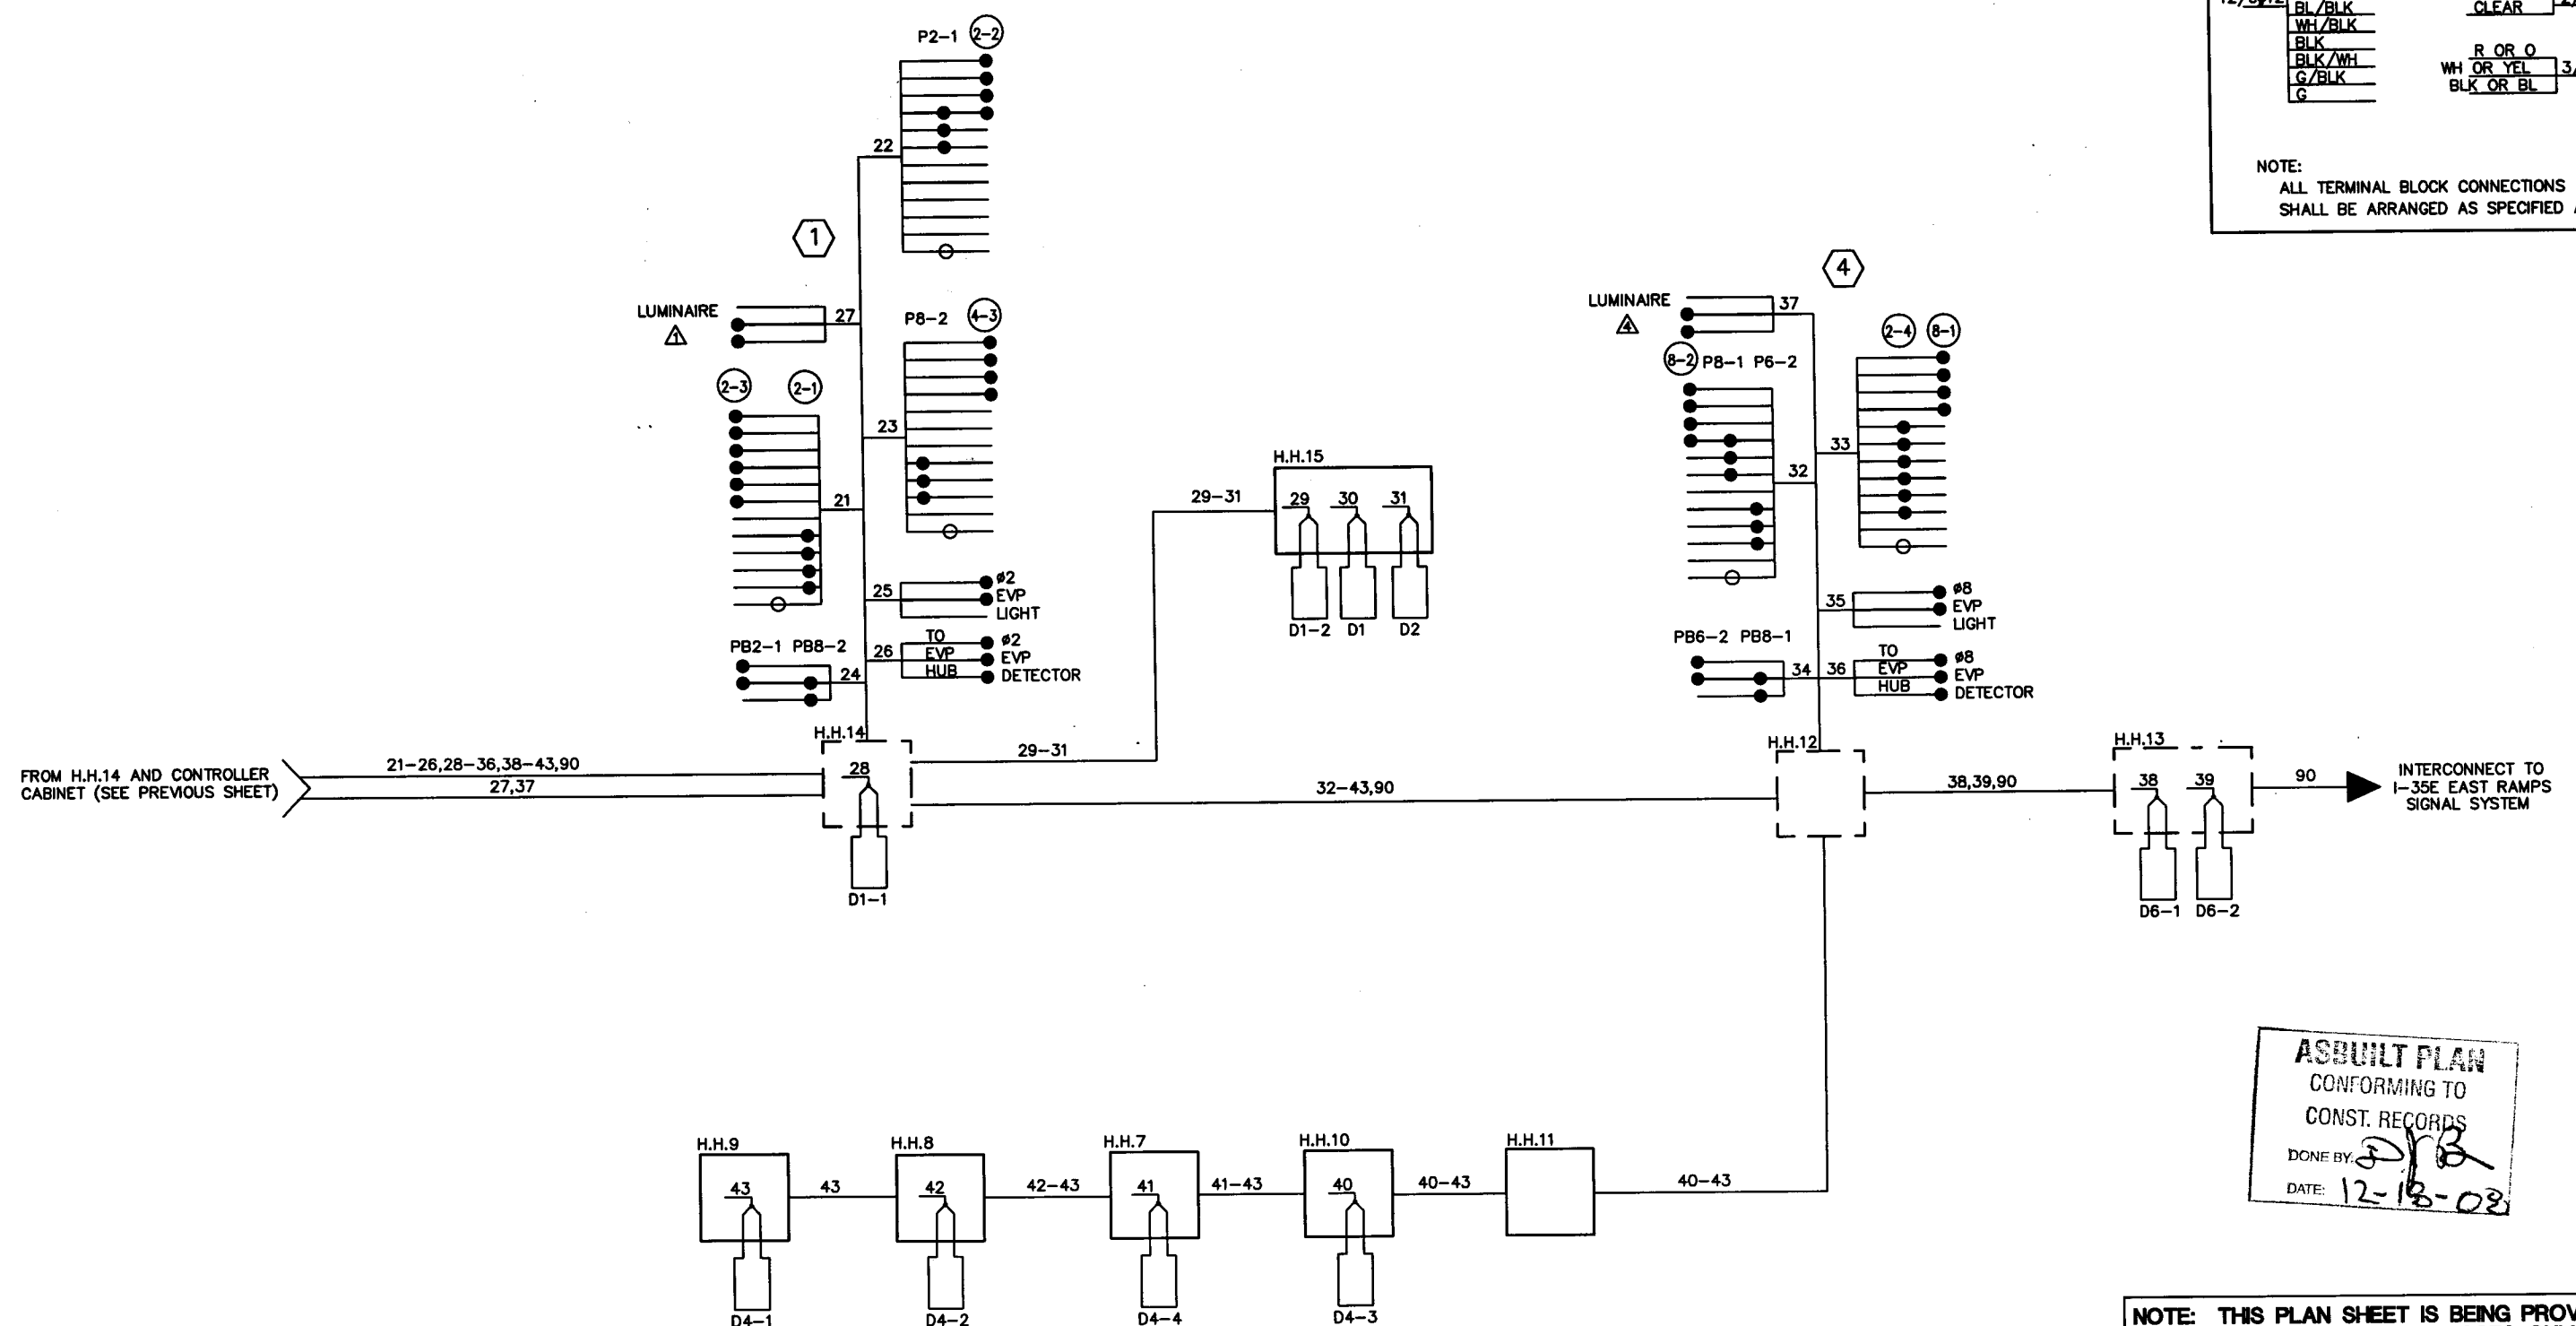 P2-1 2-2
22
1
LUMINAIRE
1
27
P8-2 4-3
2-3 2-1
23
21
25
ø2
EVP
LIGHT
PB2-1 PB8-2
24
26
TO
EVP
HUB
ø2
EVP
DETECTOR
FROM H.H.14 AND CONTROLLER
CABINET (SEE PREVIOUS SHEET)
21-26,28-36,38-43,90
27,37
H.H.14
28
D1-1
29-31
29-31
H.H.15
29 30 31
D1-2 D1 D2
32-43,90
4
LUMINAIRE
4
37
8-2 P8-1 P6-2
2-4 8-1
33
32
35
ø8
EVP
LIGHT
PB6-2 PB8-1
34 36
TO
EVP
HUB
ø8
EVP
DETECTOR
H.H.12
38,39,90
H.H.13
38 39
D6-1 D6-2
90
INTERCONNECT TO
I-35E EAST RAMPS
SIGNAL SYSTEM
H.H.9
43
D4-1
43
H.H.8
42
D4-2
42-43
H.H.7
41
D4-4
41-43
H.H.10
40
D4-3
40-43
H.H.11
40-43
BL/BLK
WH/BLK
BLK
BLK/WH
G/BLK
G
CLEAR
R OR O
WH OR YEL
BLK OR BL
3/
NOTE:
ALL TERMINAL BLOCK CONNECTIONS
SHALL BE ARRANGED AS SPECIFIED
ASBUILT PLAN
CONFORMING TO
CONST. RECORDS
DONE BY:
DATE: 12-18-03
NOTE: THIS PLAN SHEET IS BEING PROV